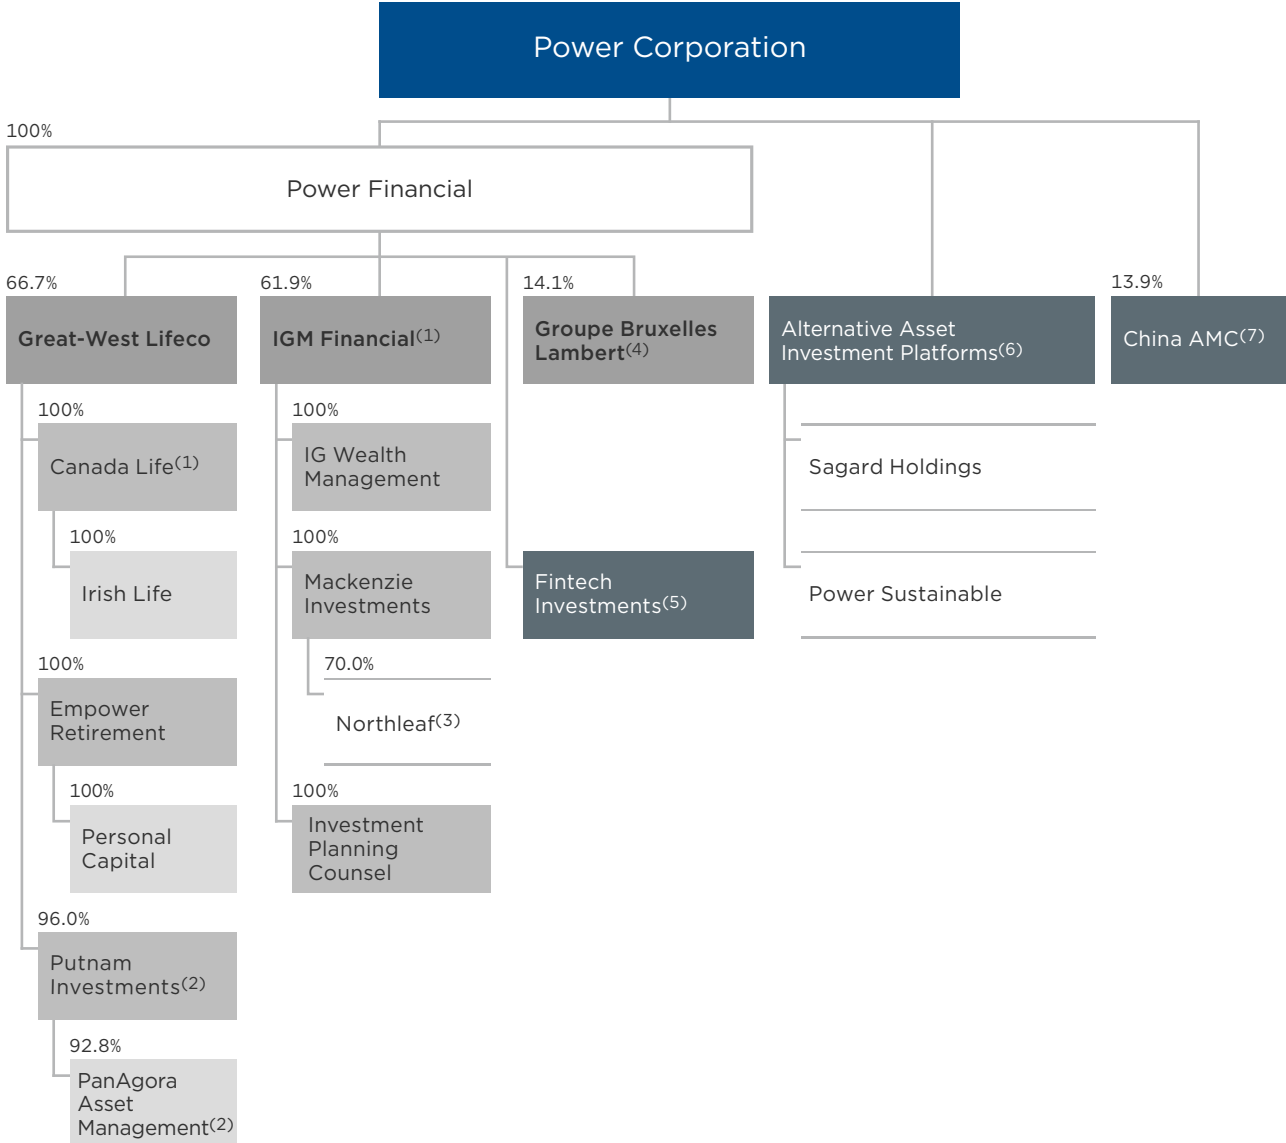 Power Corporation
100%
Power Financial
66.7%
Great-West Lifeco
100%
Canada Life(1)
100%
Irish Life
100%
Empower
Retirement
100%
Personal
Capital
96.0%
Putnam
Investments(2)
92.8%
PanAgora
Asset
Management(2)
61.9%
IGM Financial(1)
100%
IG Wealth
Management
100%
Mackenzie
Investments
70.0%
Northleaf(3)
100%
Investment
Planning
Counsel
14.1%
Groupe Bruxelles
Lambert(4)
Fintech
Investments(5)
Alternative Asset
Investment Platforms(6)
Sagard Holdings
Power Sustainable
13.9%
China AMC(7)